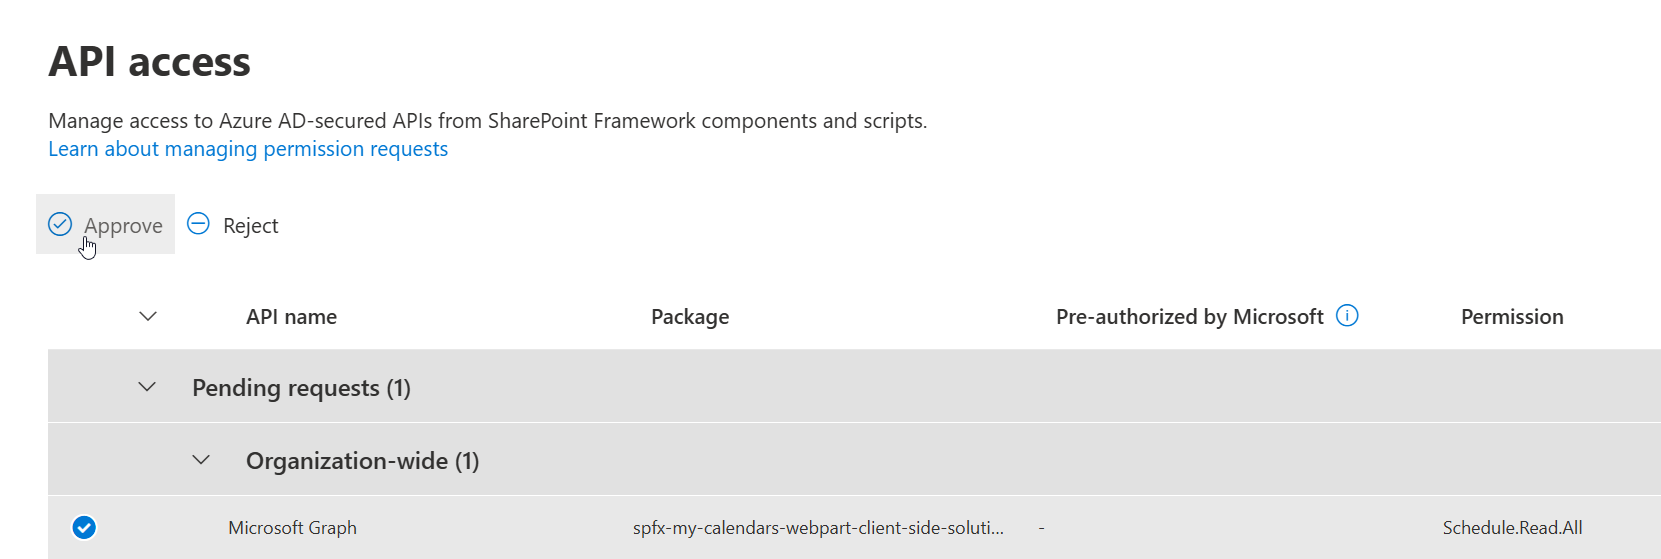 API access
Manage access to Azure AD-secured APIs from SharePoint Framework components and scripts.
Learn about managing permission requests
Approve Reject
API name Package Pre-authorized by Microsoft Permission
Pending requests (1)
Organization-wide (1)
Microsoft Graph spfx-my-calendars-webpart-client-side-soluti... - Schedule.Read.All